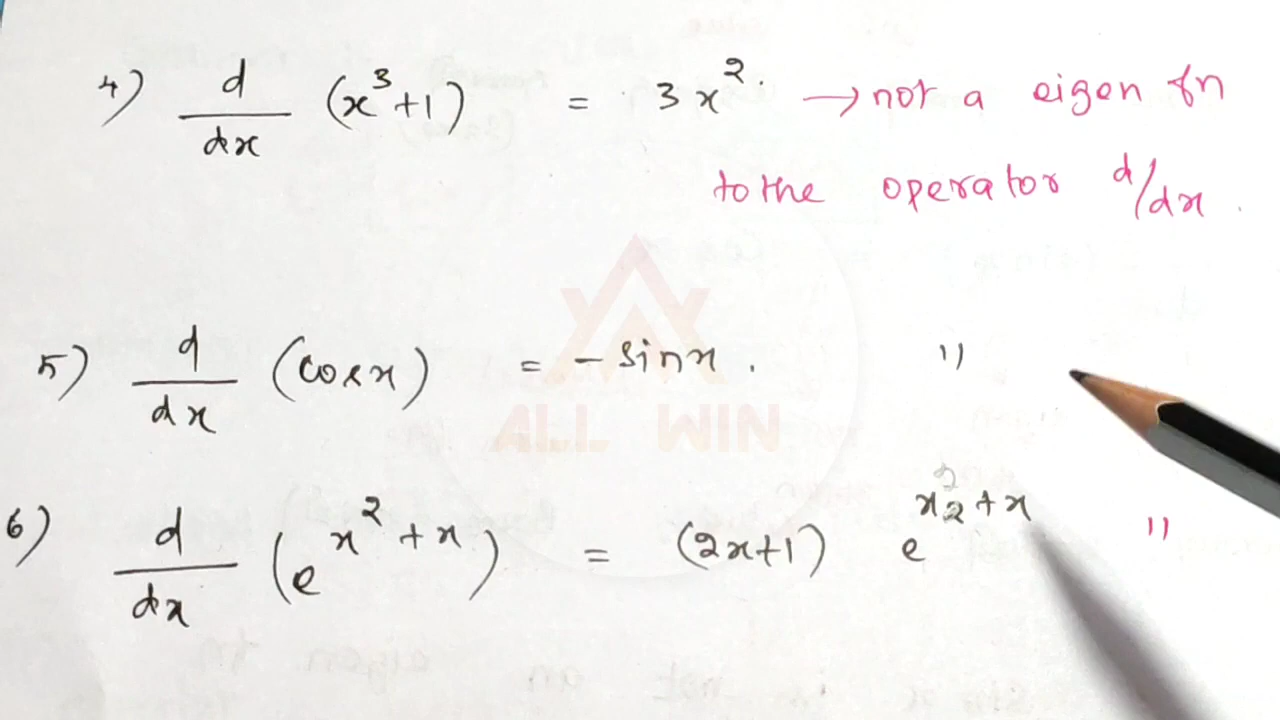 4) d/dx (x³+1) = 3x². → not a eigen fn
to the operator d/dx.
5) d/dx (cosx) = - sinx. "
ALL WIN
6) d/dx (e^x²+x) = (2x+1) e^x2+x "